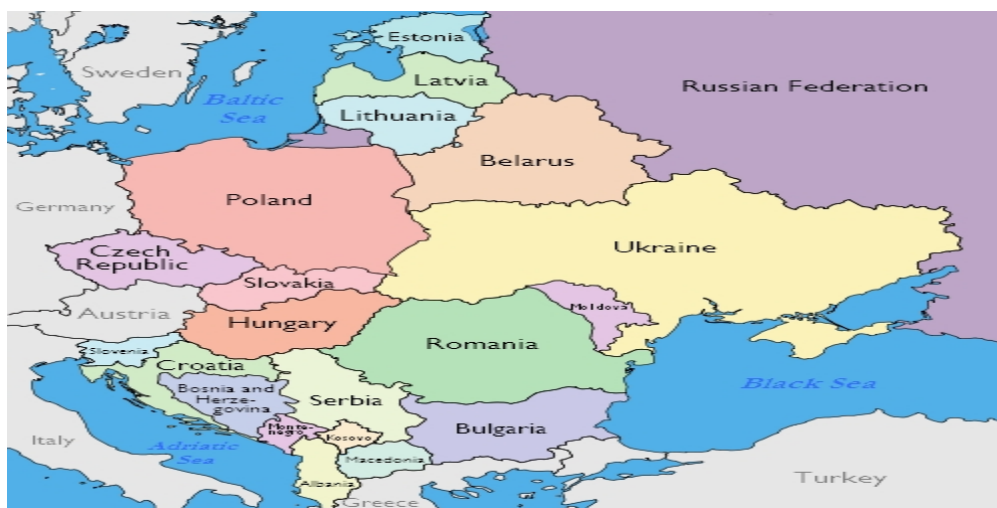 Estonia
Sweden
Latvia
Russian Federation
Baltic
Sea
Lithuania
Belarus
Poland
Germany
Ukraine
Czech
Republic
Slovakia
Moldova
Austria
Hungary
Romania
Slovenia
Croatia
Black Sea
Bosnia and
Herze-
govina
Serbia
Monte-
negro
Kosovo
Bulgaria
Italy
Adriatic
Sea
Macedonia
Turkey
Albania
Greece